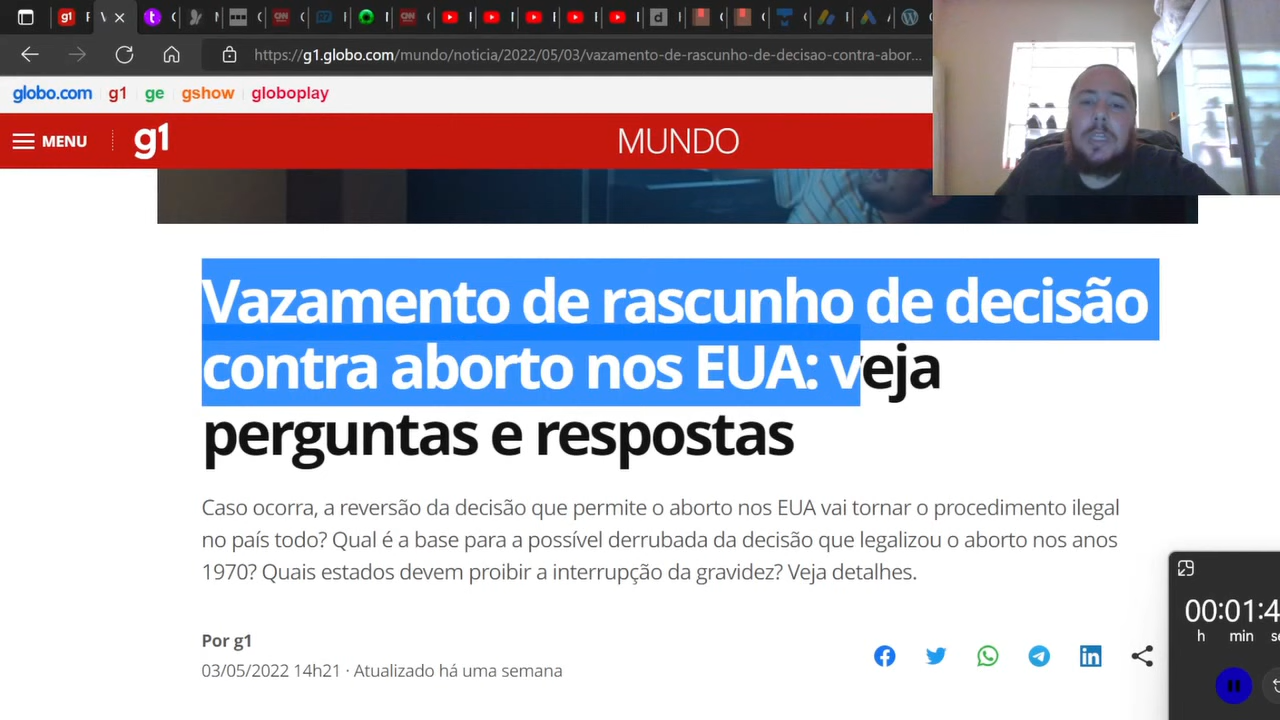 https://g1.globo.com/mundo/noticia/2022/05/03/vazamento-de-rascunho-de-decisao-contra-abor...
globo.com g1 ge gshow globoplay
MENU g1 MUNDO
Vazamento de rascunho de decisão
contra aborto nos EUA: veja
perguntas e respostas
Caso ocorra, a reversão da decisão que permite o aborto nos EUA vai tornar o procedimento ilegal
no país todo? Qual é a base para a possível derrubada da decisão que legalizou o aborto nos anos
1970? Quais estados devem proibir a interrupção da gravidez? Veja detalhes.
Por g1
03/05/2022 14h21 · Atualizado há uma semana
00:01:4
h min se